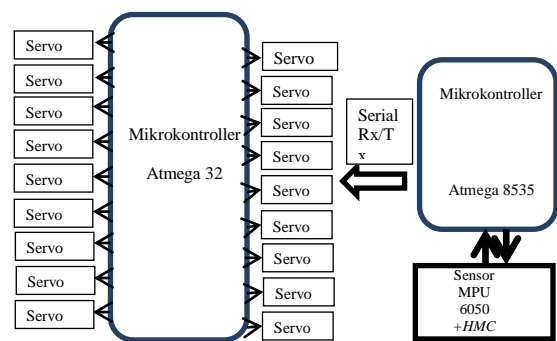 Servo
Servo
Servo
Servo
Servo
Servo
Servo
Servo
Servo
Mikrokontroller
Atmega 32
Servo
Servo
Servo
Servo
Servo
Servo
Servo
Servo
Servo
Serial
Rx/T
x
Mikrokontroller
Atmega 8535
Sensor
MPU
6050
+HMC